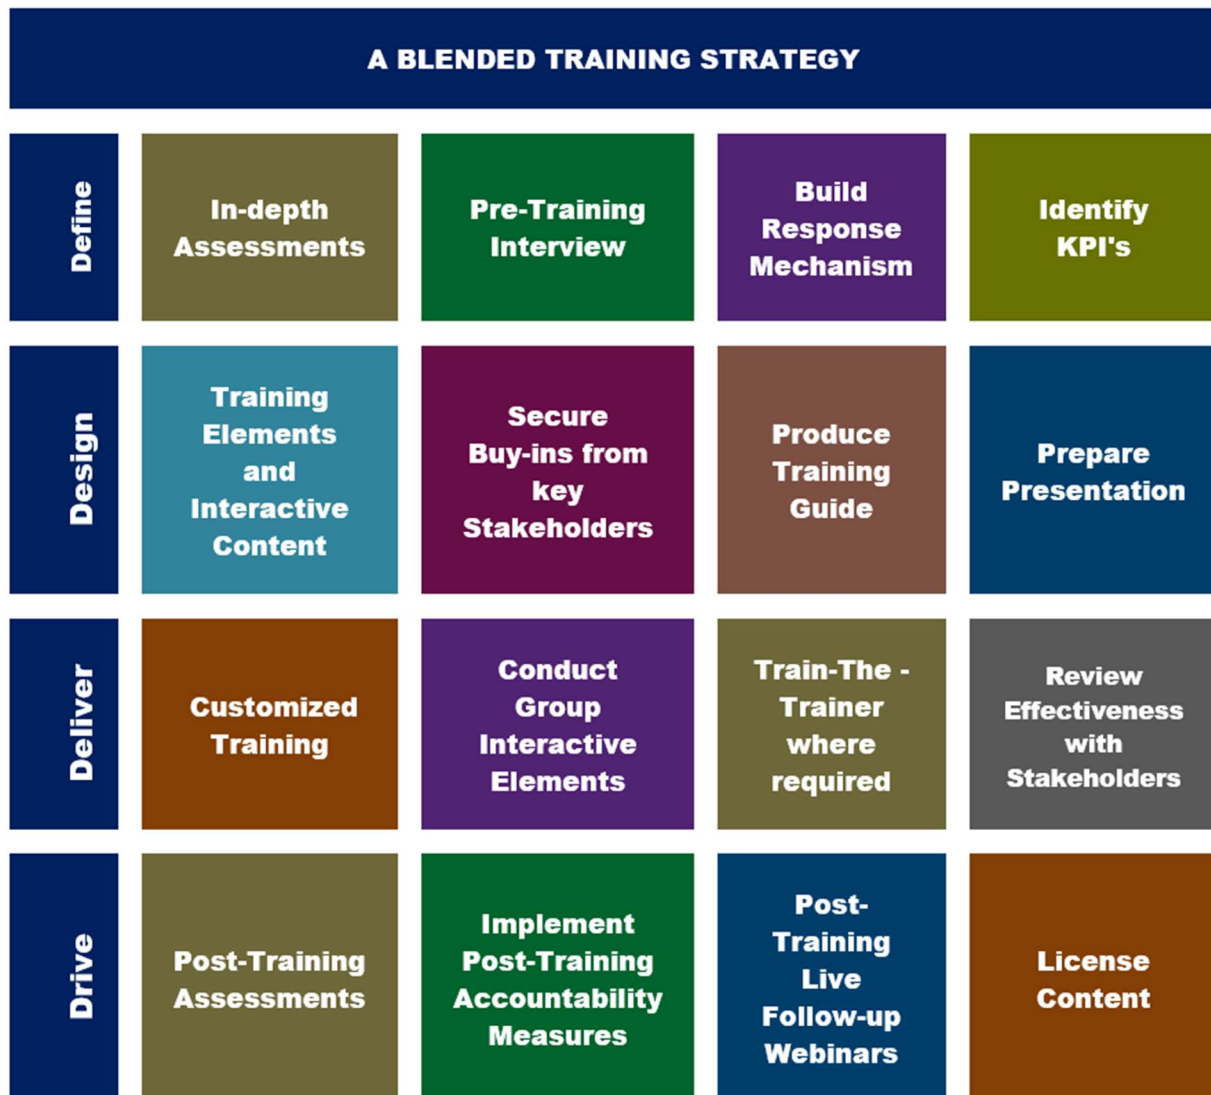 A BLENDED TRAINING STRATEGY
Define
In-depth
Assessments
Pre-Training
Interview
Build
Response
Mechanism
Identify
KPI's
Design
Training
Elements
and
Interactive
Content
Secure
Buy-ins from
key
Stakeholders
Produce
Training
Guide
Prepare
Presentation
Deliver
Customized
Training
Conduct
Group
Interactive
Elements
Train-The -
Trainer
where
required
Review
Effectiveness
with
Stakeholders
Drive
Post-Training
Assessments
Implement
Post-Training
Accountability
Measures
Post-
Training
Live
Follow-up
Webinars
License
Content